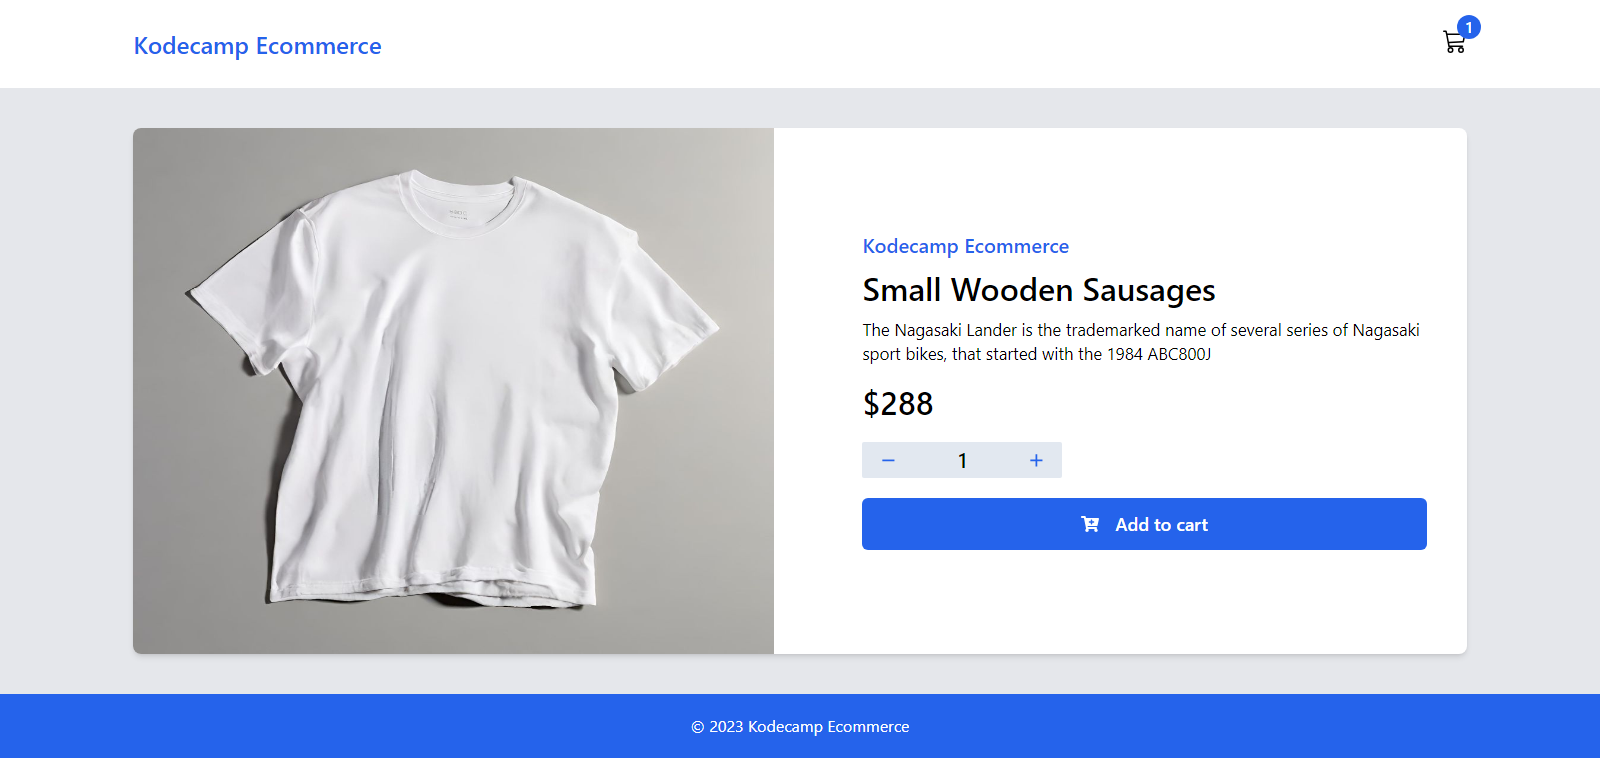 Kodecamp Ecommerce
1
Kodecamp Ecommerce
Small Wooden Sausages
The Nagasaki Lander is the trademarked name of several series of Nagasaki
sport bikes, that started with the 1984 ABC800J
$288
− 1 +
Add to cart
© 2023 Kodecamp Ecommerce